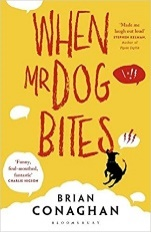 'Made me
laugh out loud'
STEPHEN KELMAN
WHEN
MR DOG
BITES
'Funny,
foul-mouthed,
fantastic'
CHARLIE HIGSON
BRIAN
CONAGHAN
BLOOMSBURY